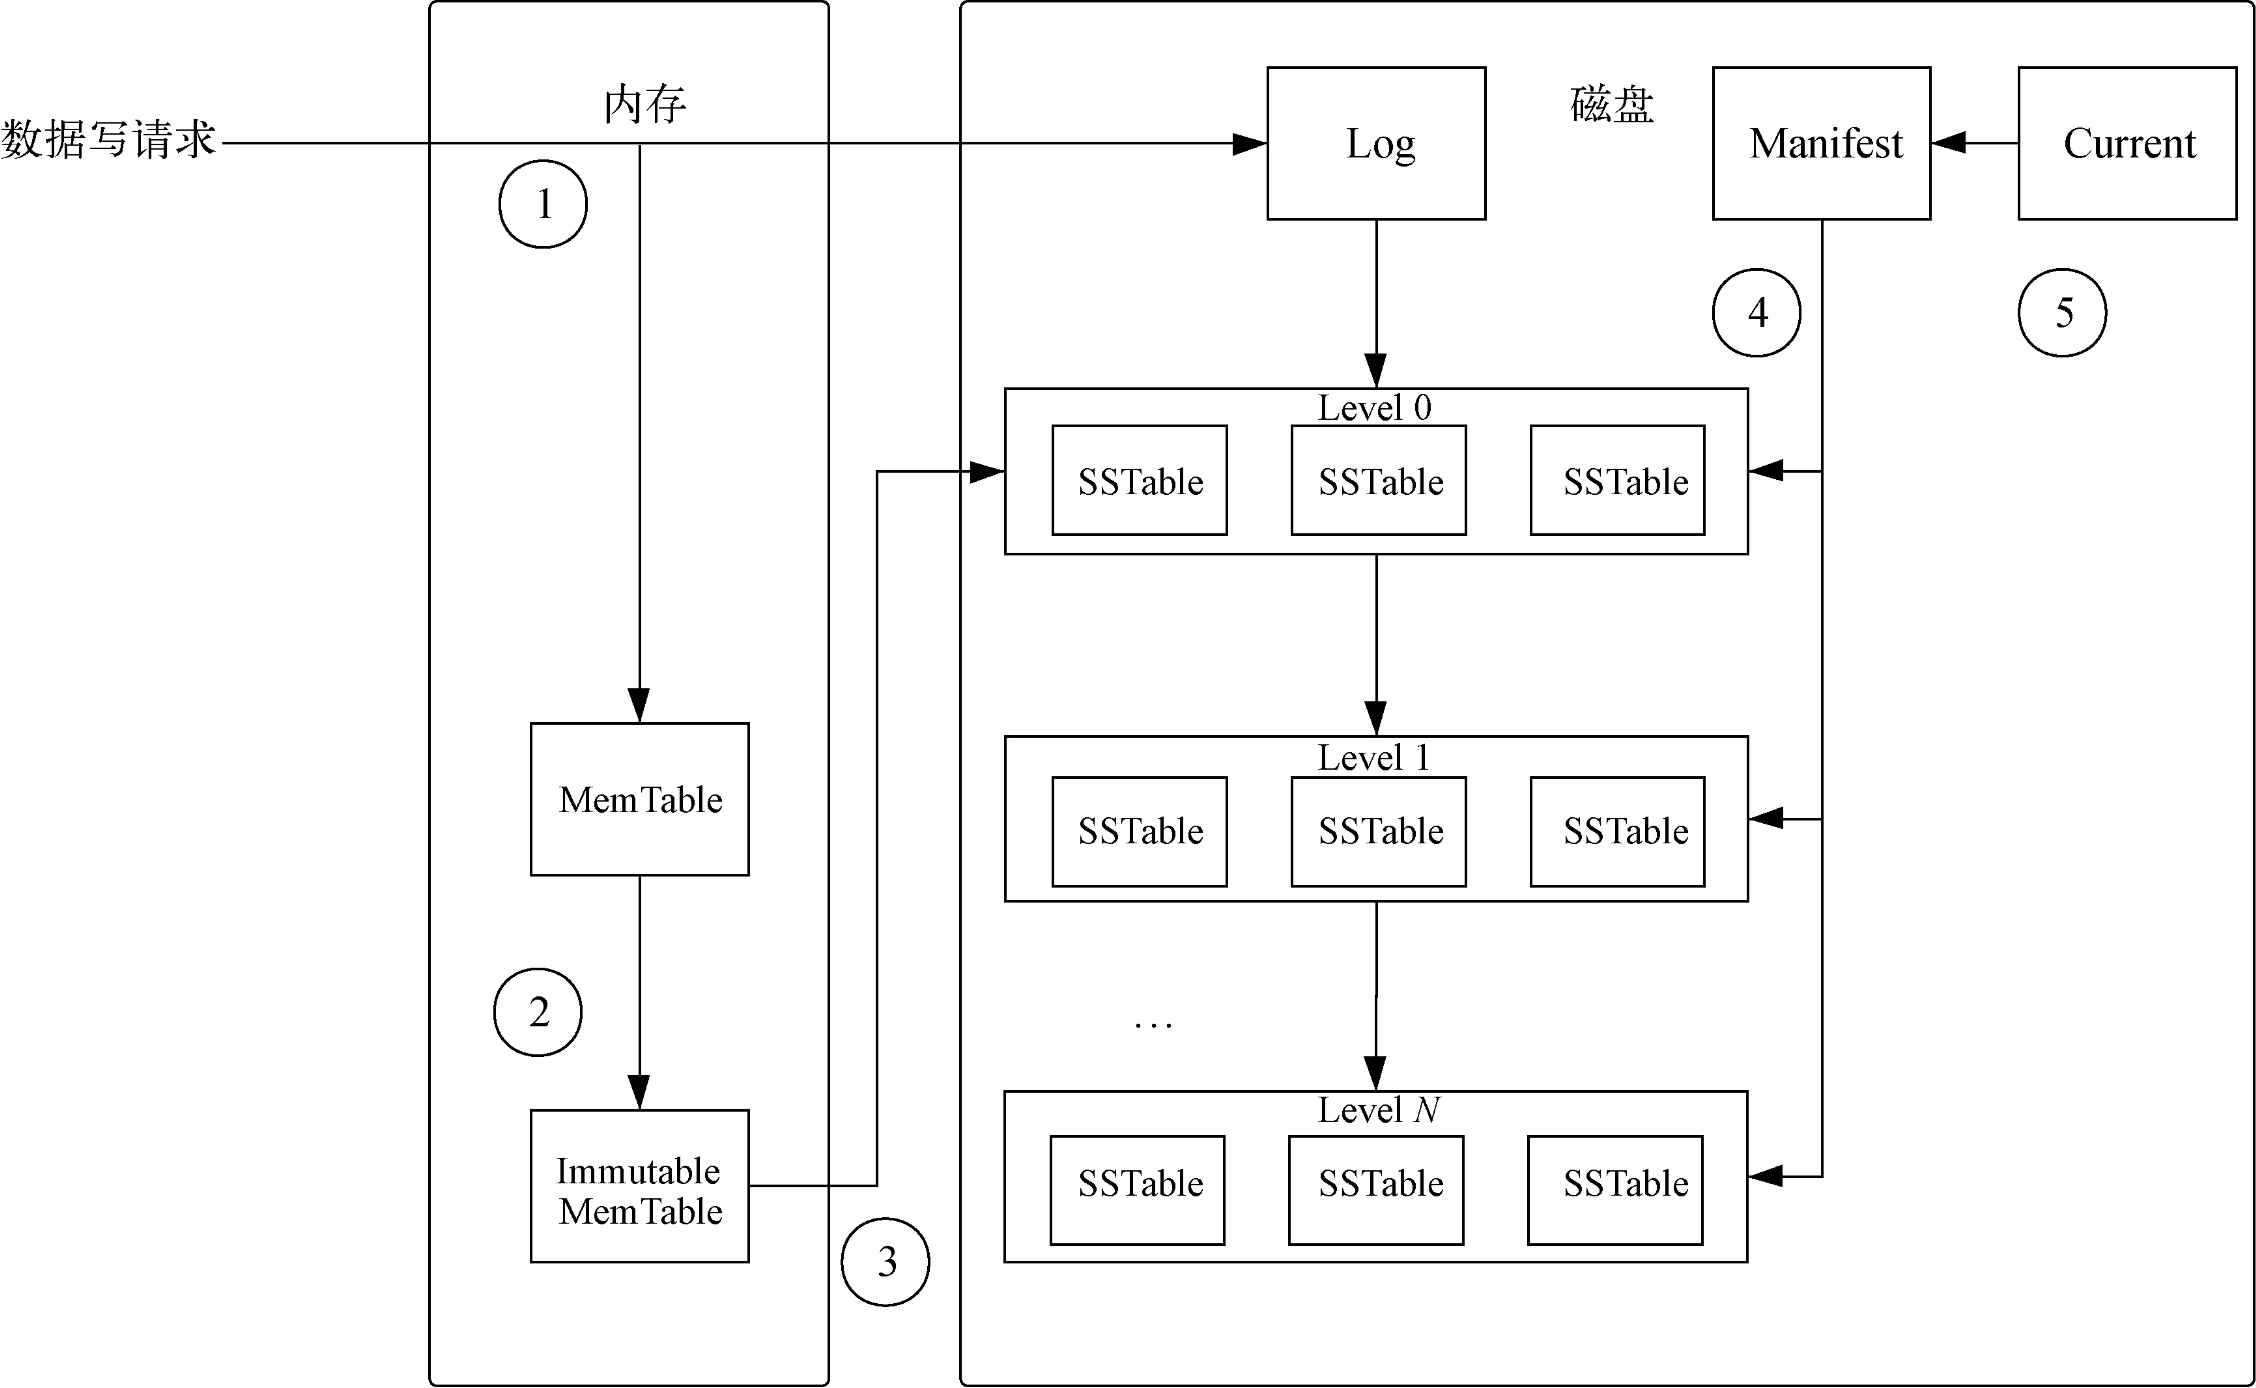 内存
磁盘
数据写请求
Log
Manifest
Current
1
4
5
Level 0
SSTable SSTable SSTable
Level 1
MemTable
SSTable SSTable SSTable
2
…
Level N
Immutable
MemTable
SSTable SSTable SSTable
3